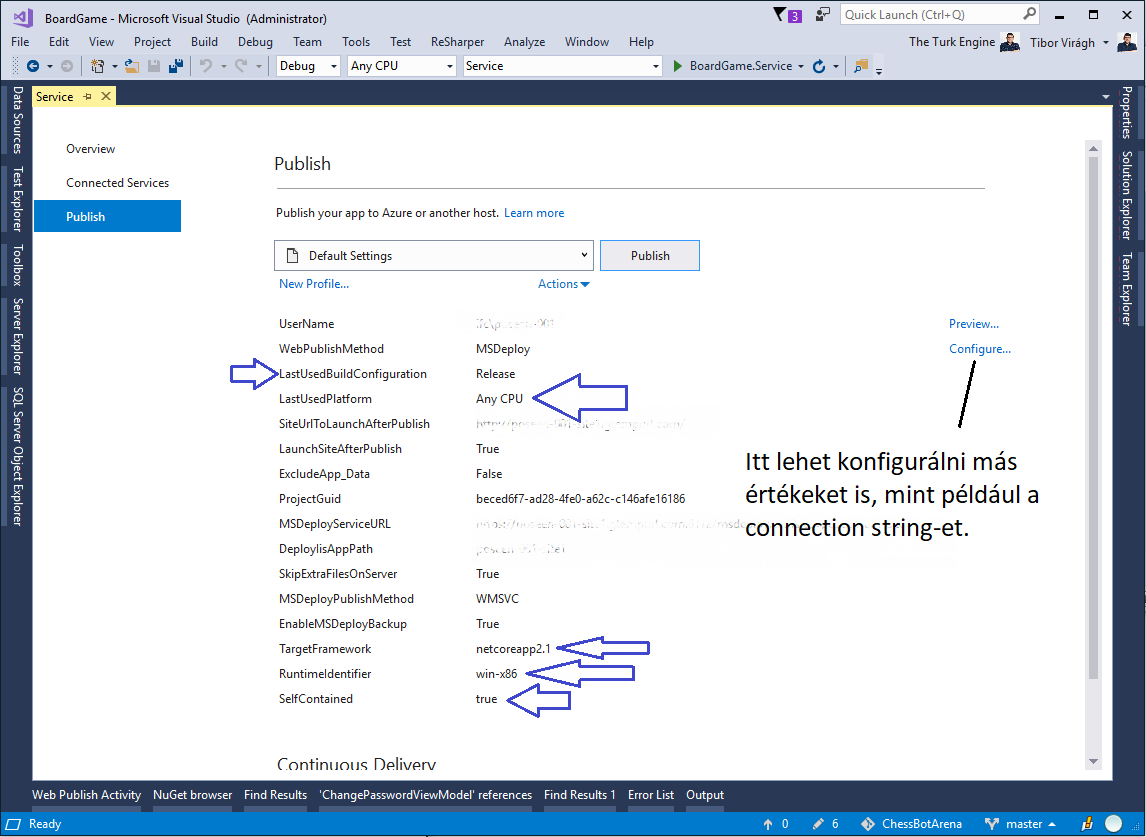 BoardGame - Microsoft Visual Studio (Administrator)
3
Quick Launch (Ctrl+Q)
File Edit View Project Build Debug Team Tools Test ReSharper Analyze Window Help
The Turk Engine
Tibor Virágh
Debug
Any CPU
Service
BoardGame.Service
Data Sources
Test Explorer
Toolbox
Server Explorer
SQL Server Object Explorer
Service
Overview
Connected Services
Publish
Publish
Publish your app to Azure or another host. Learn more
Default Settings
Publish
New Profile...
Actions
UserName
WebPublishMethod MSDeploy
LastUsedBuildConfiguration Release
LastUsedPlatform Any CPU
SiteUrlToLaunchAfterPublish
LaunchSiteAfterPublish True
ExcludeApp_Data False
ProjectGuid beced6f7-ad28-4fe0-a62c-c146afe16186
MSDeployServiceURL
DeployIisAppPath
SkipExtraFilesOnServer True
MSDeployPublishMethod WMSVC
EnableMSDeployBackup True
TargetFramework netcoreapp2.1
RuntimeIdentifier win-x86
SelfContained true
Preview...
Configure...
Itt lehet konfigurálni más
értékeket is, mint például a
connection string-et.
Continuous Delivery
Properties
Solution Explorer
Team Explorer
Web Publish Activity NuGet browser Find Results 'ChangePasswordViewModel' references Find Results 1 Error List Output
Ready
0
6
ChessBotArena
master